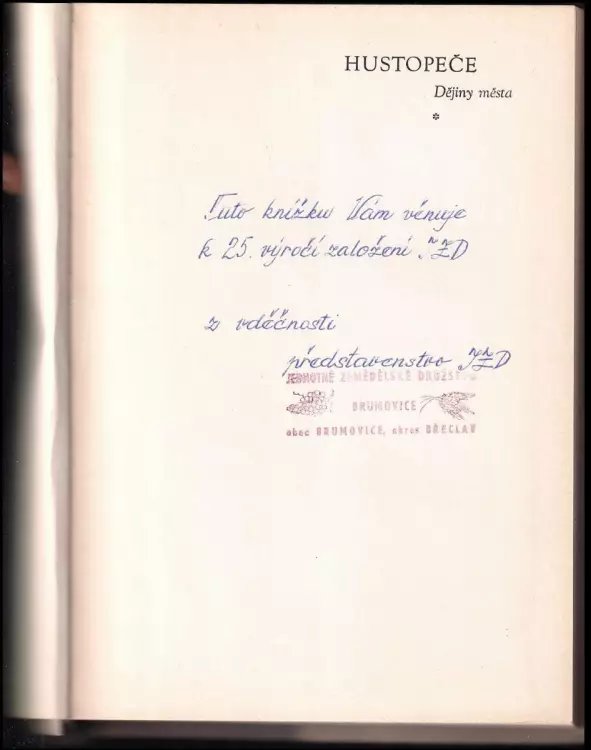 HUSTOPEČE
Dějiny města
*
Tuto knížku Vám věnuje
k 25. výročí založení JZD
z vděčnosti
představenstvo JZD
JEDNOTNÉ ZEMĚDĚLSKÉ DRUŽSTVO
BRUMOVICE
obec BRUMOVICE, okres BŘECLAV